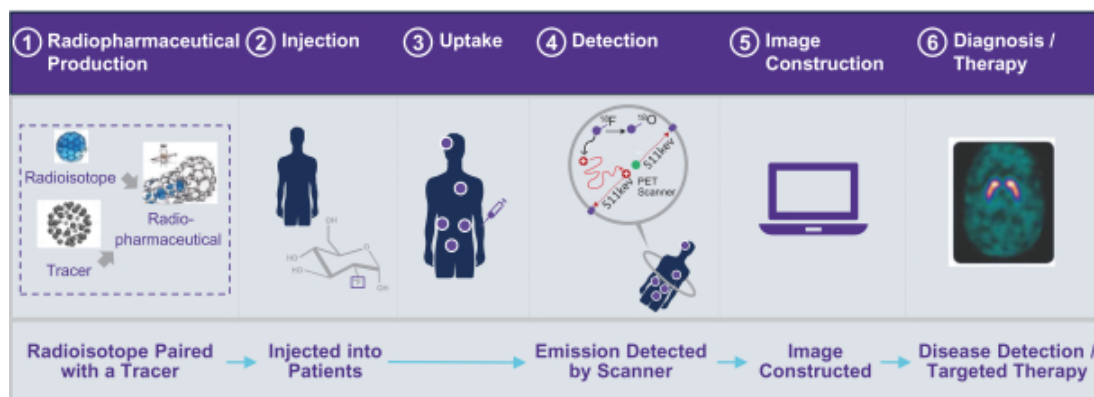 1 Radiopharmaceutical
Production
2 Injection
3 Uptake
4 Detection
5 Image
Construction
6 Diagnosis /
Therapy
Radioisotope
Radio-
pharmaceutical
Tracer
OH
O
HO
HO
OH
¹⁸F
¹⁸O
511kev
511kev
PET
Scanner
Radioisotope Paired
with a Tracer
Injected into
Patients
Emission Detected
by Scanner
Image
Constructed
Disease Detection /
Targeted Therapy